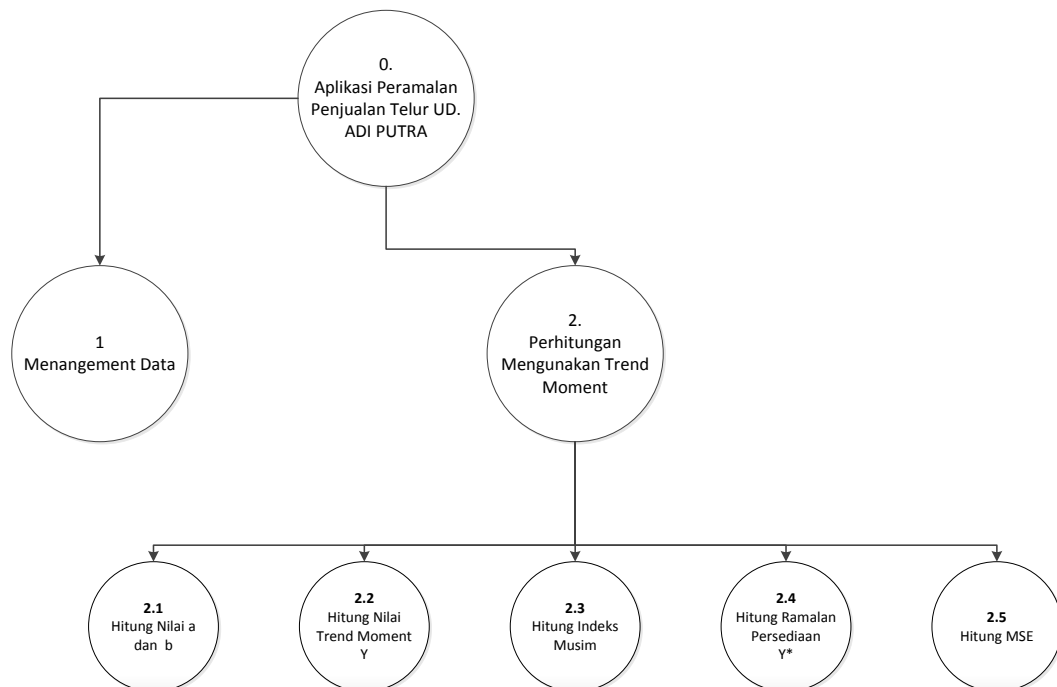 0.
Aplikasi Peramalan
Penjualan Telur UD.
ADI PUTRA
1
Menangement Data
2.
Perhitungan
Mengunakan Trend
Moment
2.1
Hitung Nilai a
dan b
2.2
Hitung Nilai
Trend Moment
Y
2.3
Hitung Indeks
Musim
2.4
Hitung Ramalan
Persediaan
Y*
2.5
Hitung MSE